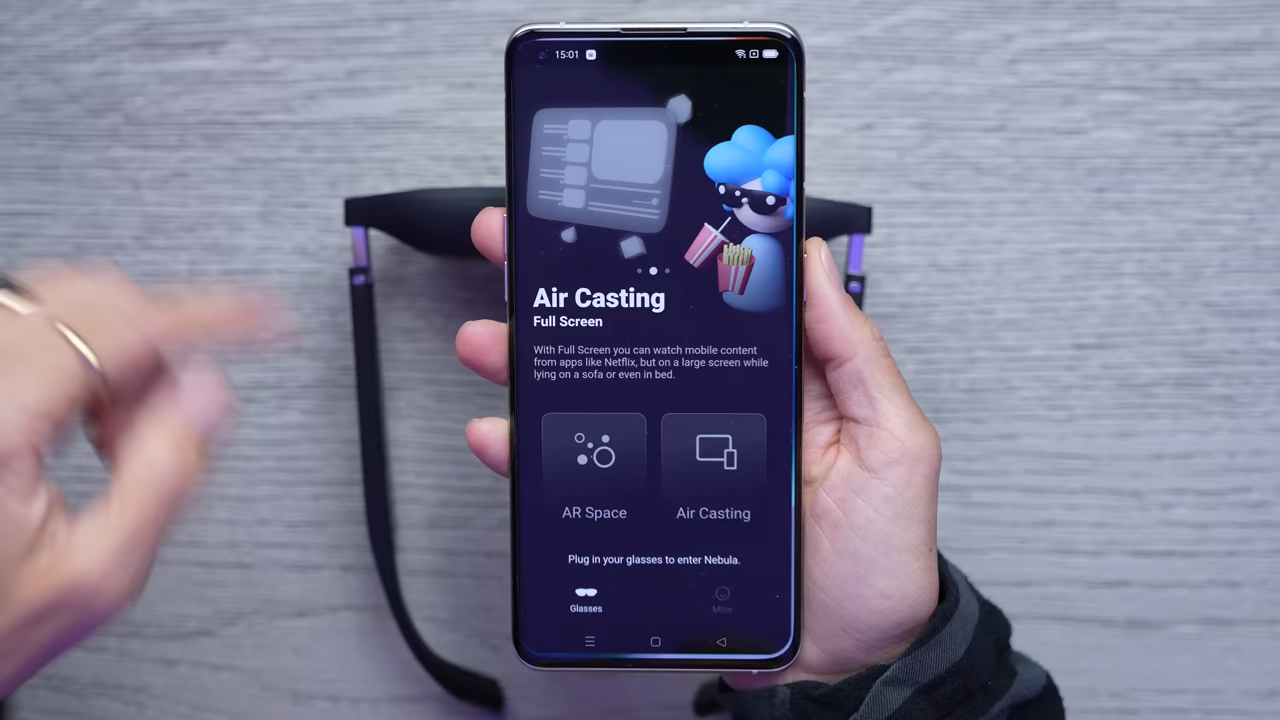 15:01
Air Casting
Full Screen
With Full Screen you can watch mobile content
from apps like Netflix, but on a large screen while
lying on a sofa or even in bed.
AR Space
Air Casting
Plug in your glasses to enter Nebula.
Glasses